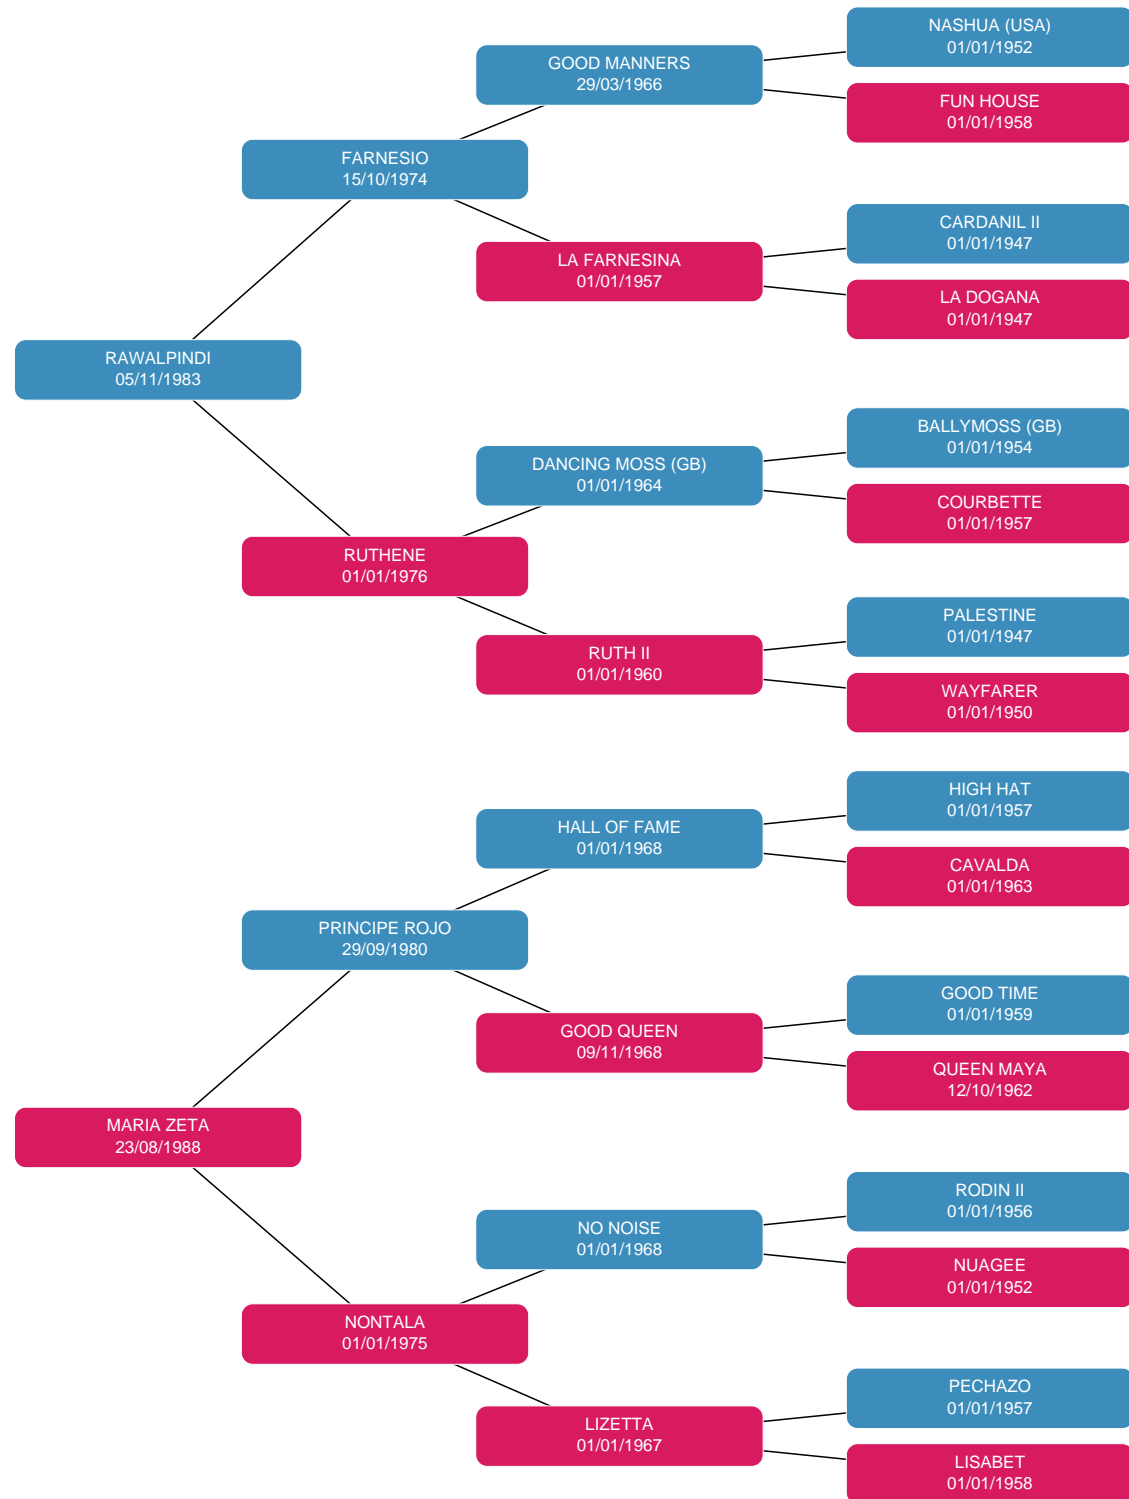 NASHUA (USA)
01/01/1952
GOOD MANNERS
29/03/1966
FUN HOUSE
01/01/1958
FARNESIO
15/10/1974
CARDANIL II
01/01/1947
LA FARNESINA
01/01/1957
LA DOGANA
01/01/1947
RAWALPINDI
05/11/1983
BALLYMOSS (GB)
01/01/1954
DANCING MOSS (GB)
01/01/1964
COURBETTE
01/01/1957
RUTHENE
01/01/1976
PALESTINE
01/01/1947
RUTH II
01/01/1960
WAYFARER
01/01/1950
HIGH HAT
01/01/1957
HALL OF FAME
01/01/1968
CAVALDA
01/01/1963
PRINCIPE ROJO
29/09/1980
GOOD TIME
01/01/1959
GOOD QUEEN
09/11/1968
QUEEN MAYA
12/10/1962
MARIA ZETA
23/08/1988
RODIN II
01/01/1956
NO NOISE
01/01/1968
NUAGEE
01/01/1952
NONTALA
01/01/1975
PECHAZO
01/01/1957
LIZETTA
01/01/1967
LISABET
01/01/1958